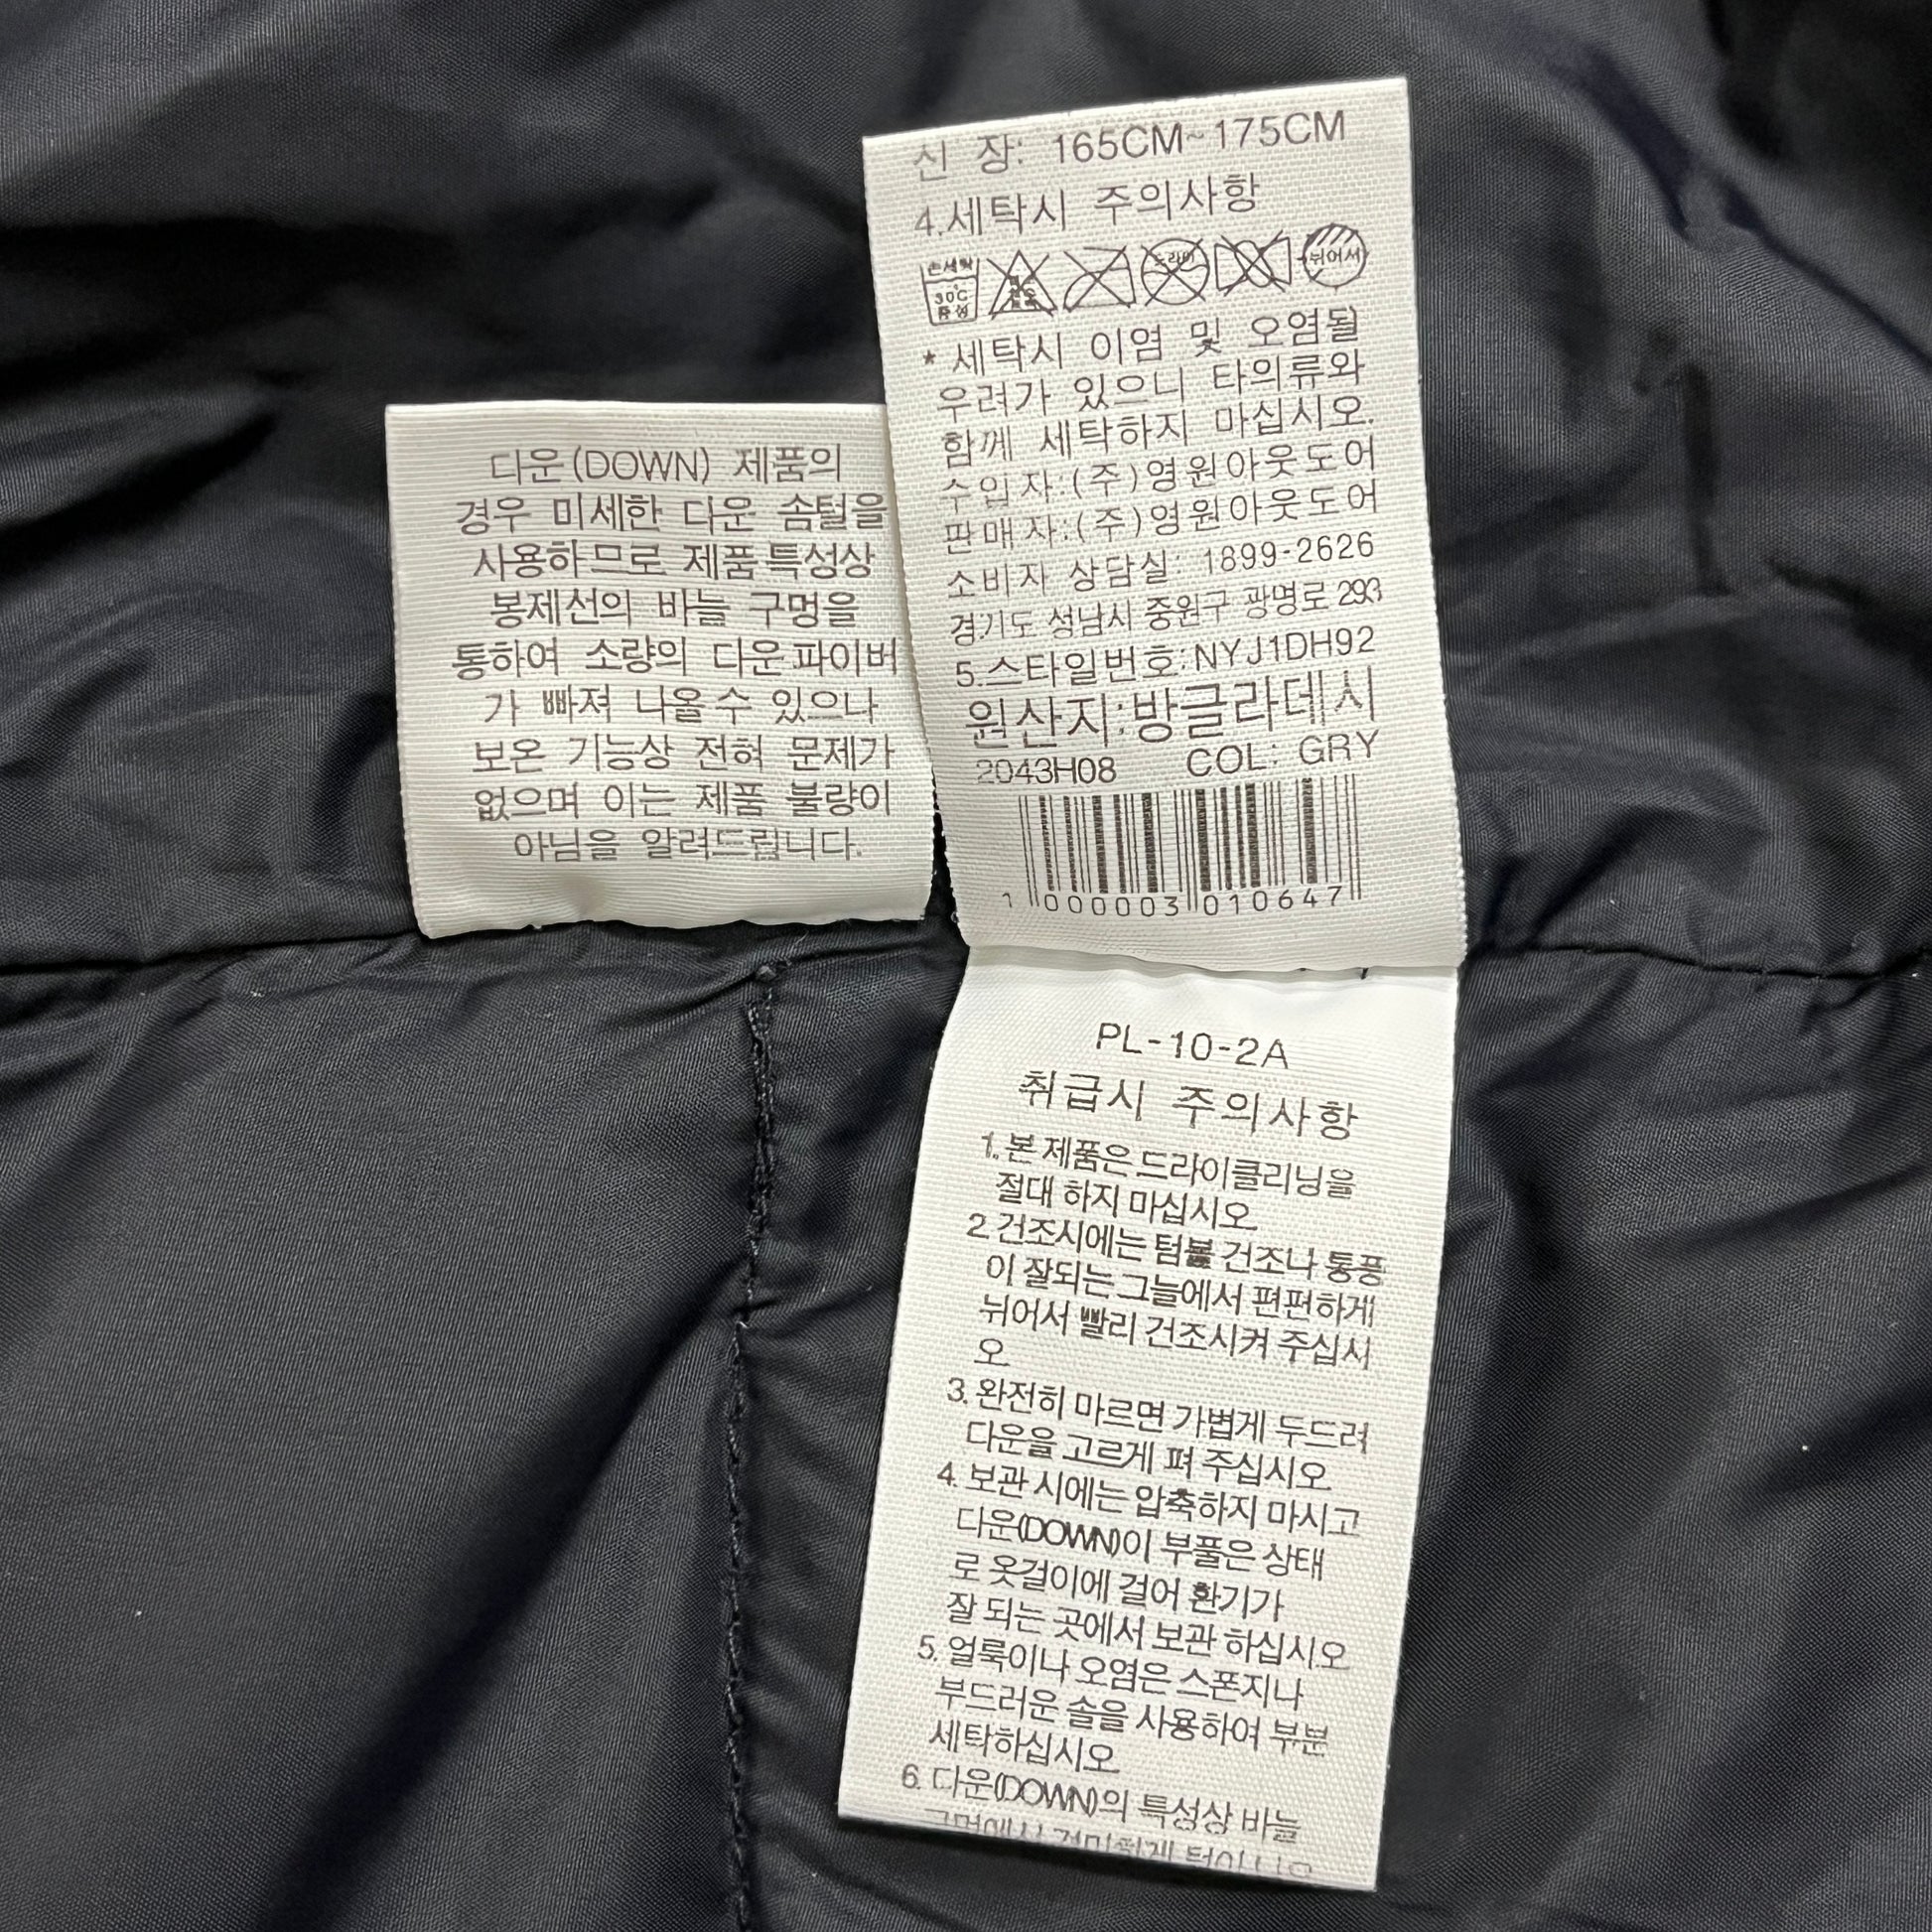 다운(DOWN) 제품의
경우 미세한 다운 솜털을
사용하므로 제품 특성상
봉제선의 바늘 구멍을
통하여 소량의 다운 파이버
가 빠져 나올 수 있으나
보온 기능상 전혀 문제가
없으며 이는 제품 불량이
아님을 알려드립니다.
신 장: 165CM~175CM
4.세탁시 주의사항
손세탁
30℃
중성
드라이
뉘어서
* 세탁시 이염 및 오염될
우려가 있으니 타의류와
함께 세탁하지 마십시오.
수입자:(주)영원아웃도어
판매자:(주)영원아웃도어
소비자 상담실: 1899-2626
경기도 성남시 중원구 광명로 293
5.스타일번호:NYJ1DH92
원산지:방글라데시
2043H08 COL: GRY
1 000003 010647
PL-10-2A
취급시 주의사항
1. 본 제품은 드라이클리닝을
절대 하지 마십시오.
2. 건조시에는 텀블 건조나 통풍
이 잘되는 그늘에서 편편하게
뉘어서 빨리 건조시켜 주십시
오.
3. 완전히 마르면 가볍게 두드려
다운을 고르게 펴 주십시오.
4. 보관 시에는 압축하지 마시고
다운(DOWN)이 부풀은 상태
로 옷걸이에 걸어 환기가
잘 되는 곳에서 보관 하십시오.
5. 얼룩이나 오염은 스폰지나
부드러운 솔을 사용하여 부분
세탁하십시오.
6. 다운(DOWN)의 특성상 바늘